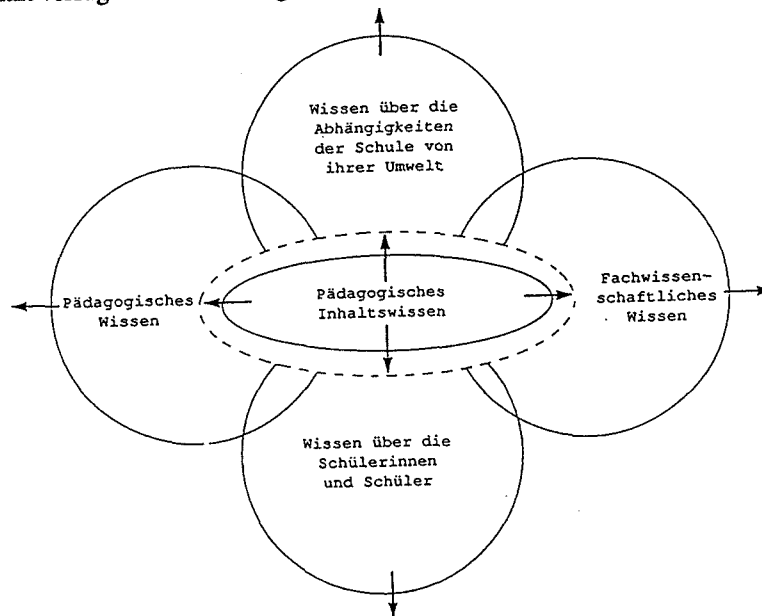 Wissen über die
Abhängigkeiten
der Schule von
ihrer Umwelt
Pädagogisches
Wissen
Pädagogisches
Inhaltswissen
Fachwissen-
schaftliches
Wissen
Wissen über die
Schülerinnen
und Schüler